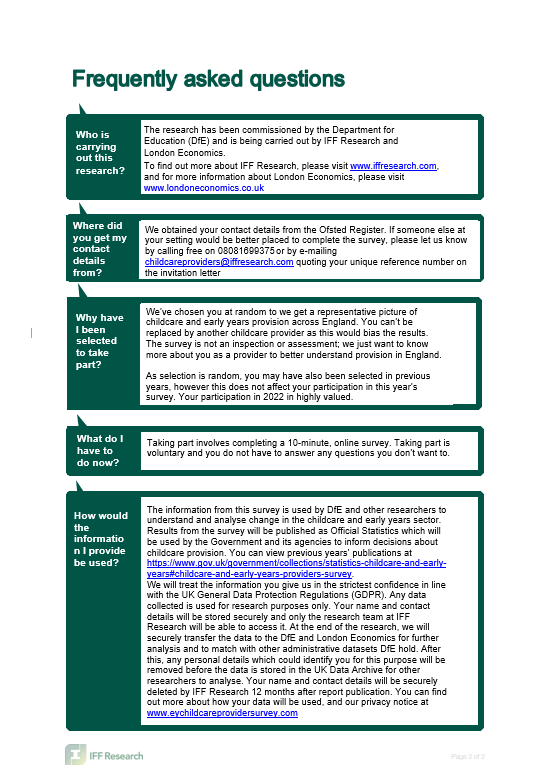 Frequently asked questions
Who is
carrying
out this
research?
The research has been commissioned by the Department for
Education (DfE) and is being carried out by IFF Research and
London Economics.
To find out more about IFF Research, please visit www.iffresearch.com,
and for more information about London Economics, please visit
www.londoneconomics.co.uk
Where did
you get my
contact
details
from?
We obtained your contact details from the Ofsted Register. If someone else at
your setting would be better placed to complete the survey, please let us know
by calling free on 08081699375or by e-mailing
childcareproviders@iffresearch.com quoting your unique reference number on
the invitation letter
Why have
I been
selected
to take
part?
We've chosen you at random to we get a representative picture of
childcare and early years provision across England. You can't be
replaced by another childcare provider as this would bias the results.
The survey is not an inspection or assessment; we just want to know
more about you as a provider to better understand provision in England.
As selection is random, you may have also been selected in previous
years, however this does not affect your participation in this year's
survey. Your participation in 2022 in highly valued.
What do I
have to
do now?
Taking part involves completing a 10-minute, online survey. Taking part is
voluntary and you do not have to answer any questions you don't want to.
How would
the
informatio
n I provide
be used?
The information from this survey is used by DfE and other researchers to
understand and analyse change in the childcare and early years sector.
Results from the survey will be published as Official Statistics which will
be used by the Government and its agencies to inform decisions about
childcare provision. You can view previous years' publications at
https://www.gov.uk/government/collections/statistics-childcare-and-early-
years#childcare-and-early-years-providers-survey.
We will treat the information you give us in the strictest confidence in line
with the UK General Data Protection Regulations (GDPR). Any data
collected is used for research purposes only. Your name and contact
details will be stored securely and only the research team at IFF
Research will be able to access it. At the end of the research, we will
securely transfer the data to the DfE and London Economics for further
analysis and to match with other administrative datasets DfE hold. After
this, any personal details which could identify you for this purpose will be
removed before the data is stored in the UK Data Archive for other
researchers to analyse. Your name and contact details will be securely
deleted by IFF Research 12 months after report publication. You can find
out more about how your data will be used, and our privacy notice at
www.eychildcareprovidersurvey.com
IFF Research
Page 2 of 2